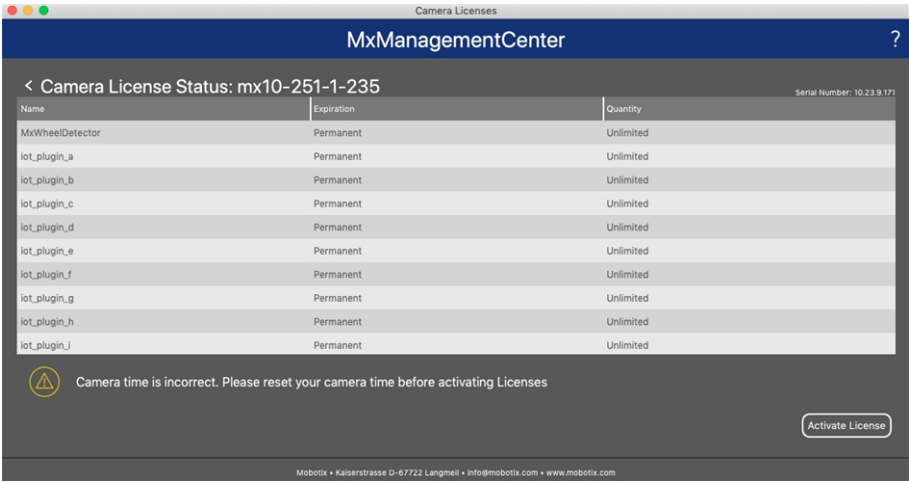 Camera Licenses
MxManagementCenter ?
< Camera License Status: mx10-251-1-235
Serial Number: 10.23.9.171
Name Expiration Quantity
MxWheelDetector Permanent Unlimited
iot_plugin_a Permanent Unlimited
iot_plugin_b Permanent Unlimited
iot_plugin_c Permanent Unlimited
iot_plugin_d Permanent Unlimited
iot_plugin_e Permanent Unlimited
iot_plugin_f Permanent Unlimited
iot_plugin_g Permanent Unlimited
iot_plugin_h Permanent Unlimited
iot_plugin_i Permanent Unlimited
Camera time is incorrect. Please reset your camera time before activating Licenses
Activate License
Mobotix • Kaiserstrasse D-67722 Langmeil • info@mobotix.com • www.mobotix.com